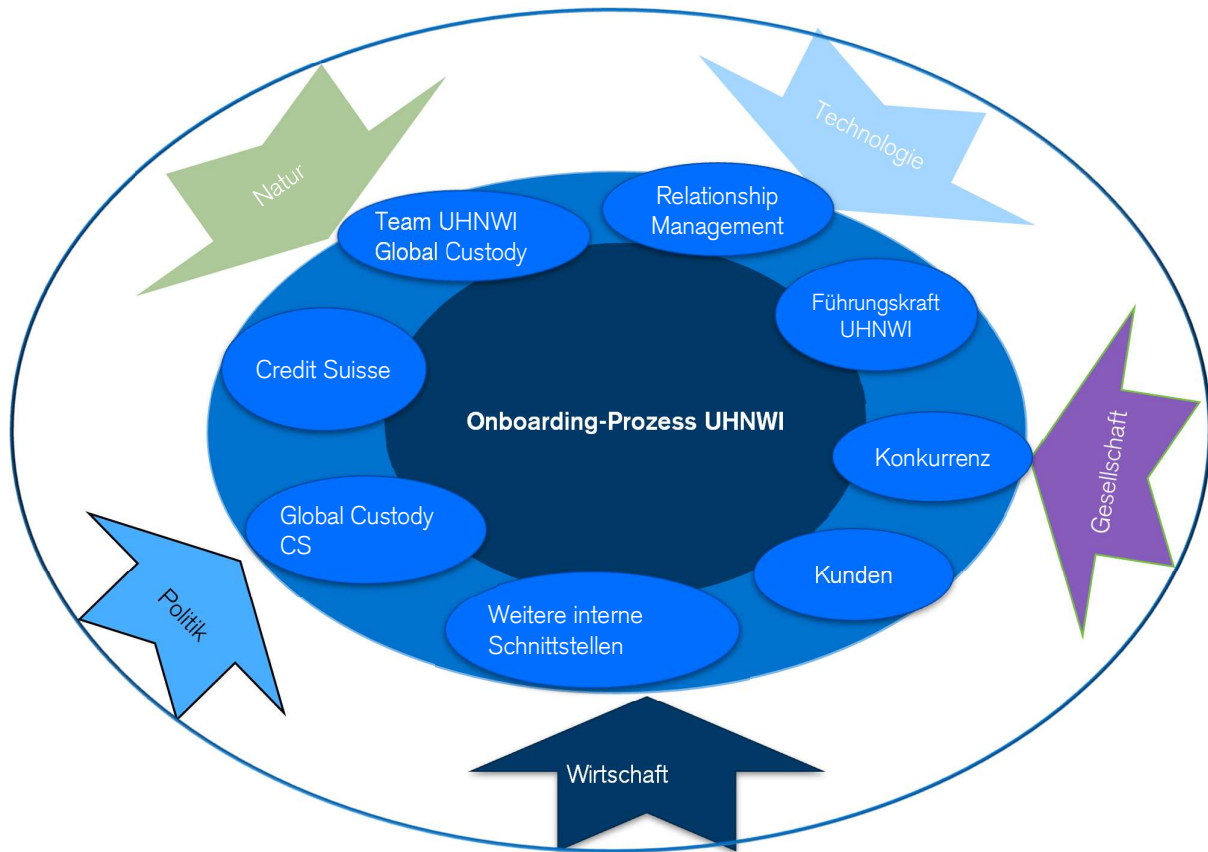 Natur
Technologie
Team UHNWI
Global Custody
Relationship
Management
Führungskraft
UHNWI
Credit Suisse
Onboarding-Prozess UHNWI
Konkurrenz
Gesellschaft
Global Custody
CS
Kunden
Politik
Weitere interne
Schnittstellen
Wirtschaft